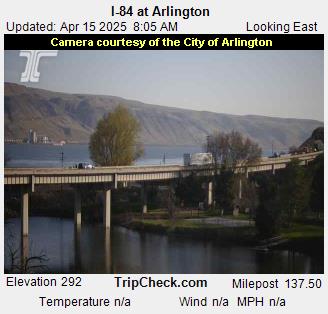 I-84 at Arlington
Updated: Apr 15 2025 8:05 AM Looking East
Camera courtesy of the City of Arlington
Elevation 292 TripCheck.com Milepost 137.50
Temperature n/a Wind n/a MPH n/a